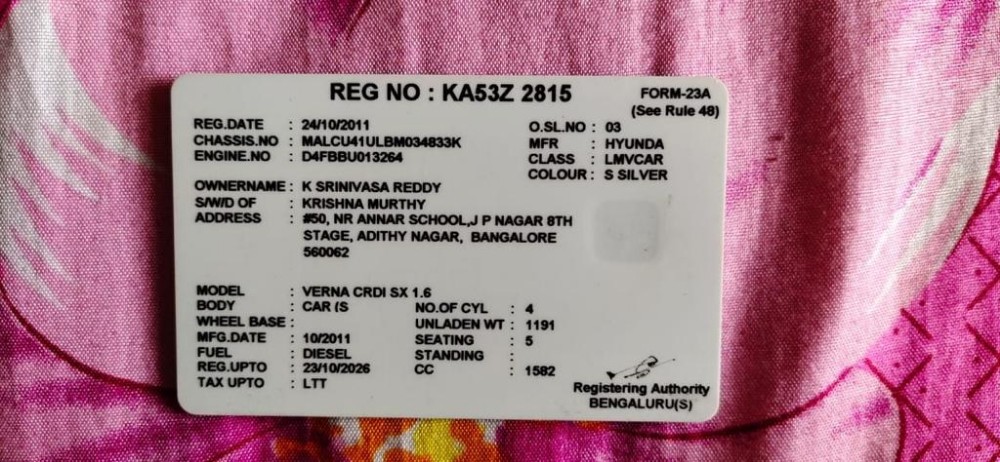 REG NO : KA53Z 2815
FORM-23A
(See Rule 48)
REG.DATE : 24/10/2011
O.SL.NO : 03
CHASSIS.NO : MALCU41ULBM034833K
MFR : HYUNDA
ENGINE.NO : D4FBBU013264
CLASS : LMVCAR
COLOUR : S SILVER
OWNERNAME : K SRINIVASA REDDY
S/W/D OF : KRISHNA MURTHY
ADDRESS : #50, NR ANNAR SCHOOL,J P NAGAR 8TH
STAGE, ADITHY NAGAR, BANGALORE
560062
MODEL : VERNA CRDI SX 1.6
BODY : CAR (S NO.OF CYL : 4
WHEEL BASE : UNLADEN WT : 1191
MFG.DATE : 10/2011 SEATING : 5
FUEL : DIESEL STANDING :
REG.UPTO : 23/10/2026 CC : 1582
TAX UPTO : LTT
Registering Authority
BENGALURU(S)